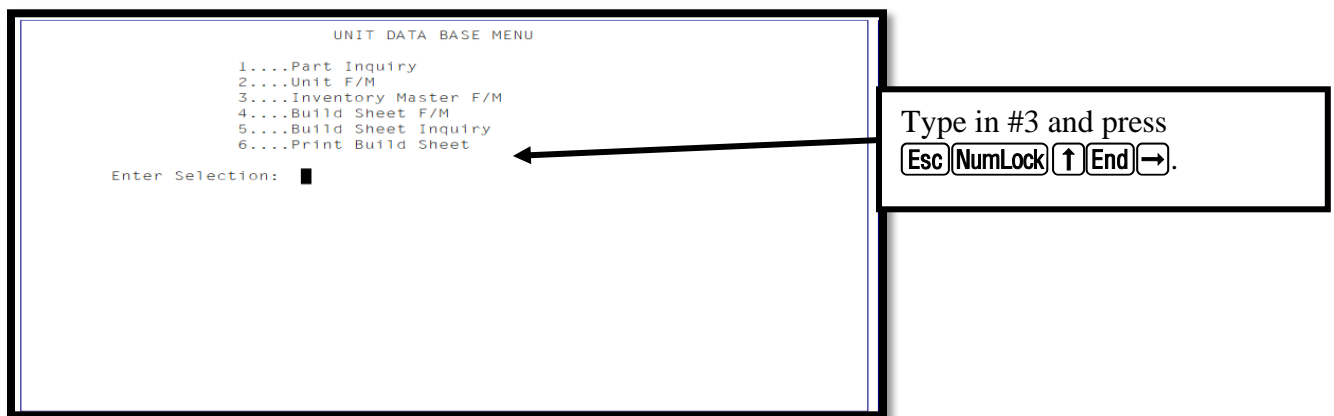 UNIT DATA BASE MENU
1....Part Inquiry
2....Unit F/M
3....Inventory Master F/M
4....Build Sheet F/M
5....Build Sheet Inquiry
6....Print Build Sheet
Enter Selection:
Type in #3 and press
Esc NumLock ↑ End →.